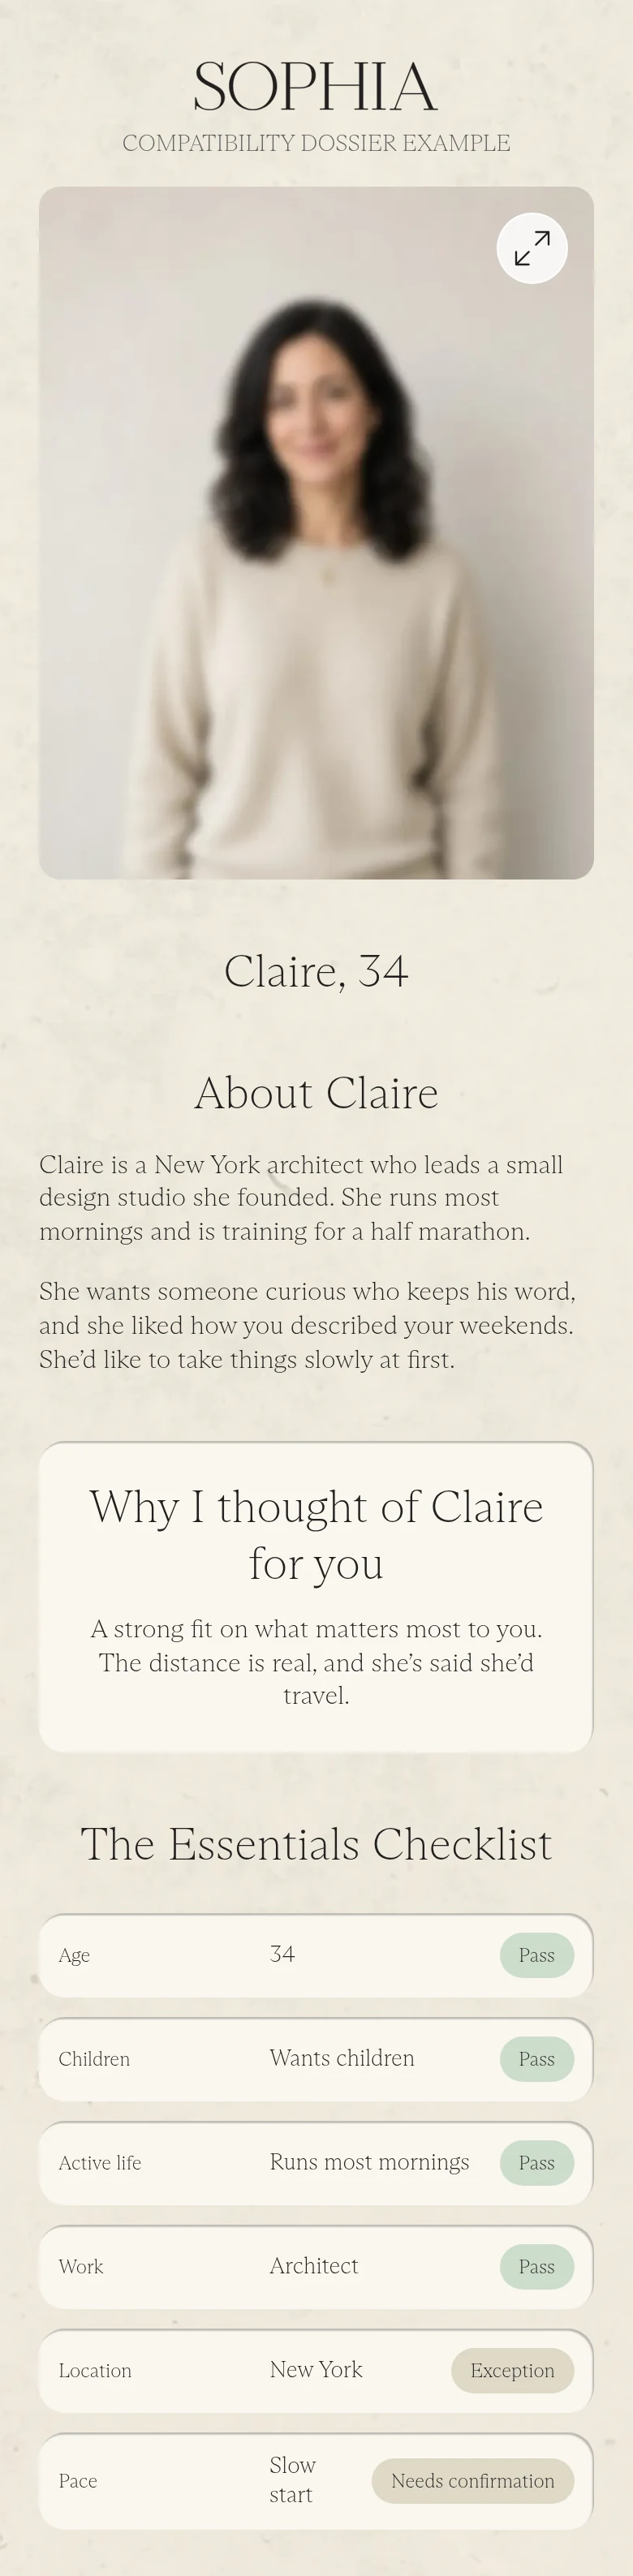 SOPHIA
COMPATIBILITY DOSSIER EXAMPLE
Claire, 34
About Claire
Claire is a New York architect who leads a small
design studio she founded. She runs most
mornings and is training for a half marathon.
She wants someone curious who keeps his word,
and she liked how you described your weekends.
She’d like to take things slowly at first.
Why I thought of Claire
for you
A strong fit on what matters most to you.
The distance is real, and she’s said she’d
travel.
The Essentials Checklist
Age 34 Pass
Children Wants children Pass
Active life Runs most mornings Pass
Work Architect Pass
Location New York Exception
Pace Slow
start Needs confirmation